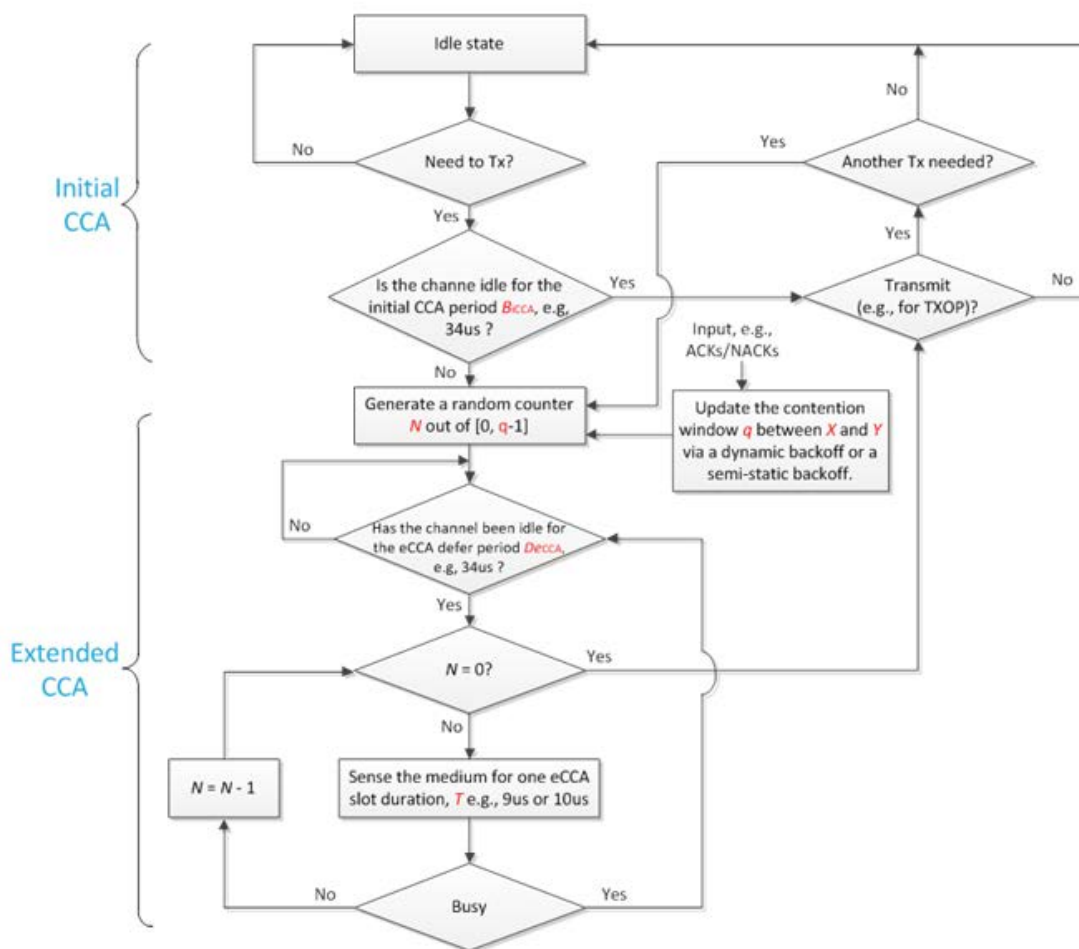 Idle state
No
Need to Tx?
Yes
Another Tx needed?
No
Yes
Initial
CCA
Is the channe idle for the
initial CCA period BiCCA, e.g,
34us ?
Yes
Transmit
(e.g., for TXOP)?
Yes
No
No
Input, e.g.,
ACKs/NACKs
Generate a random counter
N out of [0, q-1]
Update the contention
window q between X and Y
via a dynamic backoff or a
semi-static backoff.
No
Has the channel been idle for
the eCCA defer period DeCCA,
e.g, 34us ?
Yes
Extended
CCA
N = 0?
Yes
No
N = N - 1
Sense the medium for one eCCA
slot duration, T e.g., 9us or 10us
No
Busy
Yes